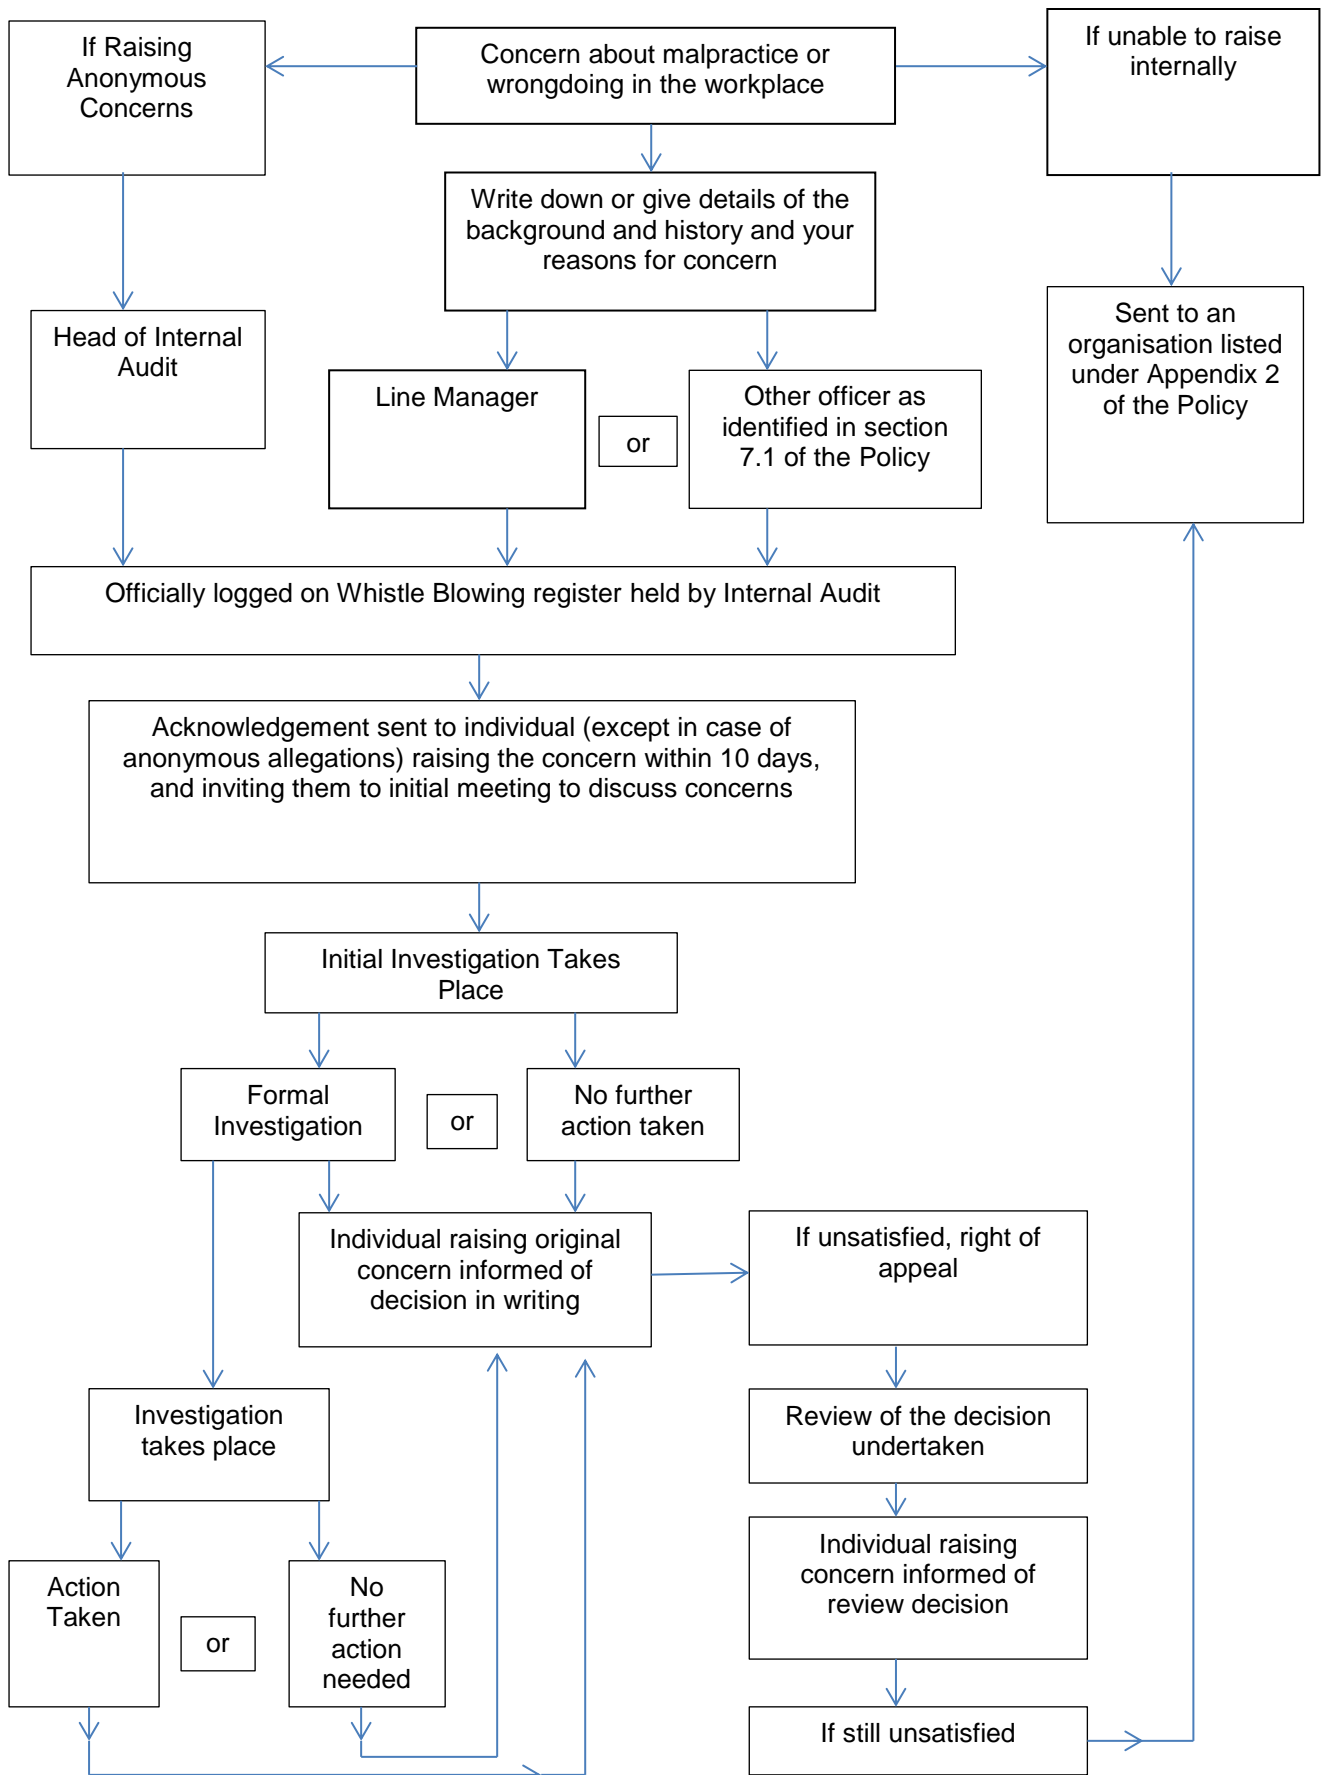 If Raising
Anonymous
Concerns
Concern about malpractice or
wrongdoing in the workplace
If unable to raise
internally
Write down or give details of the
background and history and your
reasons for concern
Head of Internal
Audit
Line Manager
or
Other officer as
identified in section
7.1 of the Policy
Sent to an
organisation listed
under Appendix 2
of the Policy
Officially logged on Whistle Blowing register held by Internal Audit
Acknowledgement sent to individual (except in case of
anonymous allegations) raising the concern within 10 days,
and inviting them to initial meeting to discuss concerns
Initial Investigation Takes
Place
Formal
Investigation
or
No further
action taken
Individual raising original
concern informed of
decision in writing
If unsatisfied, right of
appeal
Investigation
takes place
Review of the decision
undertaken
Action
Taken
or
No
further
action
needed
Individual raising
concern informed of
review decision
If still unsatisfied